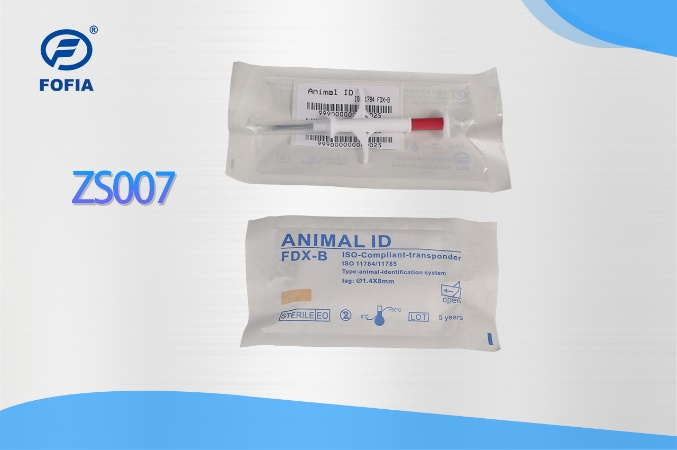 ®
FOFIA
ZS007
Animal ID
11784 FDX-B
ANIMAL ID
FDX-B
ISO-Compliant-transponder
ISO 11784/11785
Type:animal-identification system
tag: Ø1.4X8mm
open
STERILE EO
LOT
5 years